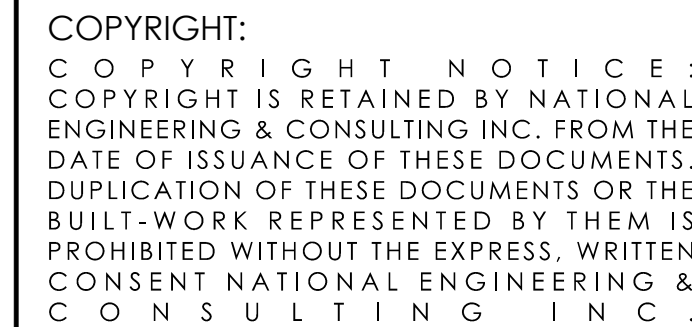 COPYRIGHT:
COPYRIGHT NOTICE:
COPYRIGHT IS RETAINED BY NATIONAL
ENGINEERING & CONSULTING INC. FROM THE
DATE OF ISSUANCE OF THESE DOCUMENTS.
DUPLICATION OF THESE DOCUMENTS OR THE
BUILT-WORK REPRESENTED BY THEM IS
PROHIBITED WITHOUT THE EXPRESS, WRITTEN
CONSENT NATIONAL ENGINEERING &
CONSULTING INC.